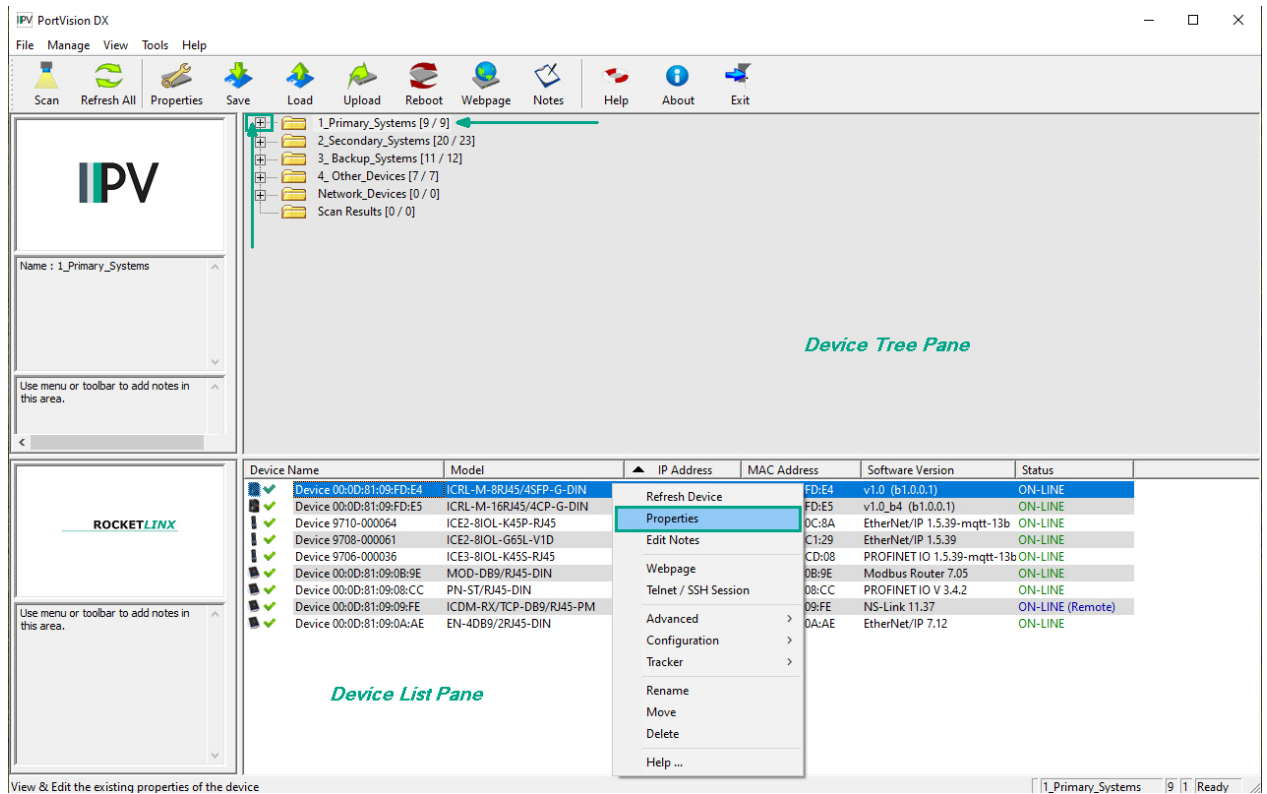 IPV PortVision DX
File Manage View Tools Help
Scan Refresh All Properties Save Load Upload Reboot Webpage Notes Help About Exit
IPV
1_Primary_Systems [9 / 9]
2_Secondary_Systems [20 / 23]
3_ Backup_Systems [11 / 12]
4_ Other_Devices [7 / 7]
Network_Devices [0 / 0]
Scan Results [0 / 0]
Name : 1_Primary_Systems
Device Tree Pane
Use menu or toolbar to add notes in
this area.
ROCKETLINX
Use menu or toolbar to add notes in
this area.
Device Name Model IP Address MAC Address Software Version Status
Device 00:0D:81:09:FD:E4 ICRL-M-8RJ45/4SFP-G-DIN FD:E4 v1.0 (b1.0.0.1) ON-LINE
Device 00:0D:81:09:FD:E5 ICRL-M-16RJ45/4CP-G-DIN FD:E5 v1.0_b4 (b1.0.0.1) ON-LINE
Device 9710-000064 ICE2-8IOL-K45P-RJ45 0C:8A EtherNet/IP 1.5.39-mqtt-13b ON-LINE
Device 9708-000061 ICE2-8IOL-G65L-V1D C1:29 EtherNet/IP 1.5.39 ON-LINE
Device 9706-000036 ICE3-8IOL-K45S-RJ45 CD:08 PROFINET IO 1.5.39-mqtt-13b ON-LINE
Device 00:0D:81:09:0B:9E MOD-DB9/RJ45-DIN 0B:9E Modbus Router 7.05 ON-LINE
Device 00:0D:81:09:08:CC PN-ST/RJ45-DIN 08:CC PROFINET IO V 3.4.2 ON-LINE
Device 00:0D:81:09:09:FE ICDM-RX/TCP-DB9/RJ45-PM 09:FE NS-Link 11.37 ON-LINE (Remote)
Device 00:0D:81:09:0A:AE EN-4DB9/2RJ45-DIN 0A:AE EtherNet/IP 7.12 ON-LINE
Device List Pane
Refresh Device
Properties
Edit Notes
Webpage
Telnet / SSH Session
Advanced
Configuration
Tracker
Rename
Move
Delete
Help ...
View & Edit the existing properties of the device 1_Primary_Systems 9 1 Ready